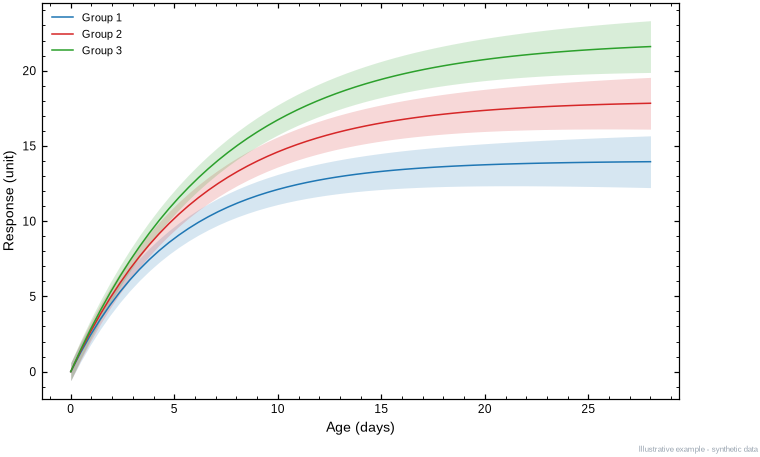 Group 1
Group 2
Group 3
20
15
10
5
0
Response (unit)
0 5 10 15 20 25
Age (days)
Illustrative example - synthetic data